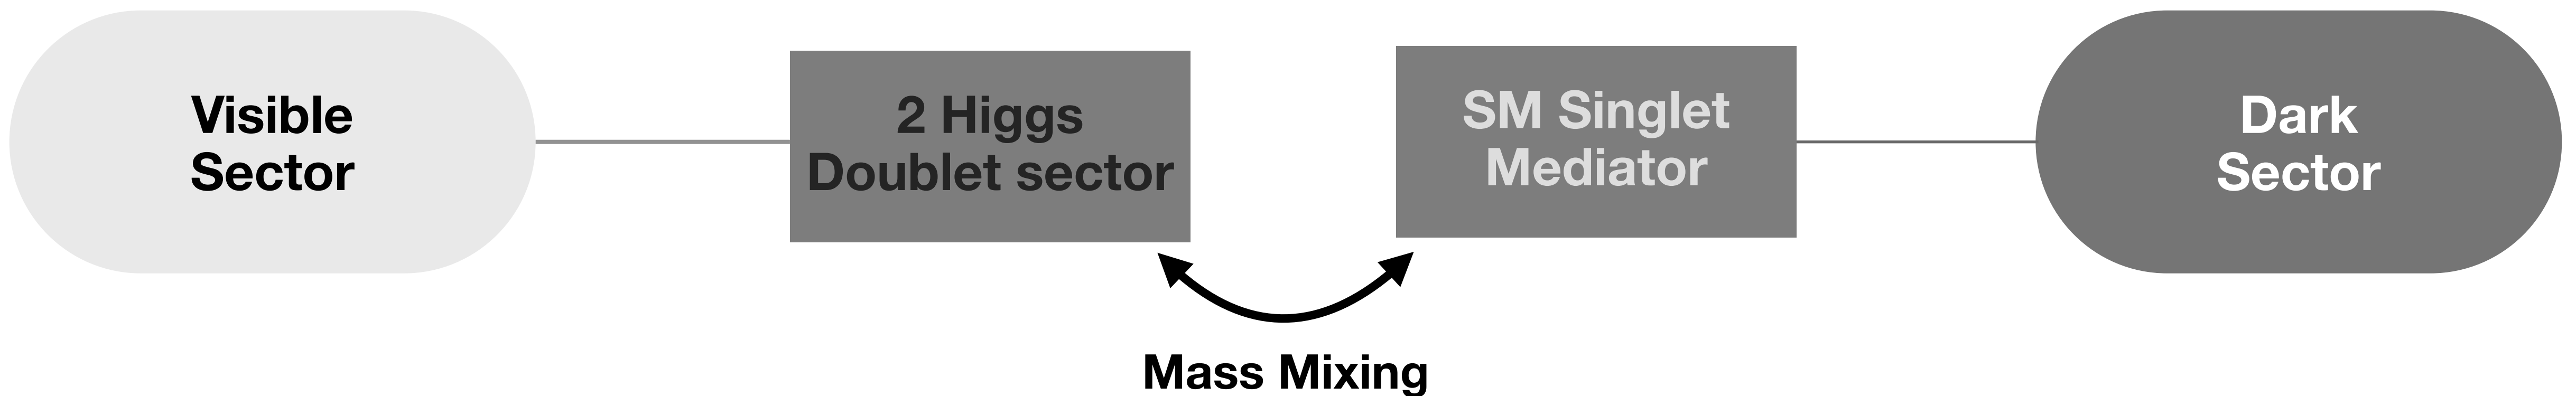 Visible
Sector
2 Higgs
Doublet sector
SM Singlet
Mediator
Dark
Sector
Mass Mixing